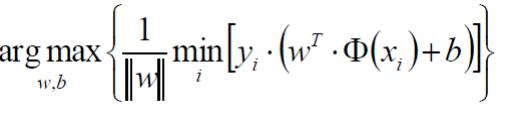 arg max_{w,b} { 1/‖w‖ min_i [ y_i · ( w^T · Φ(x_i) + b ) ] }